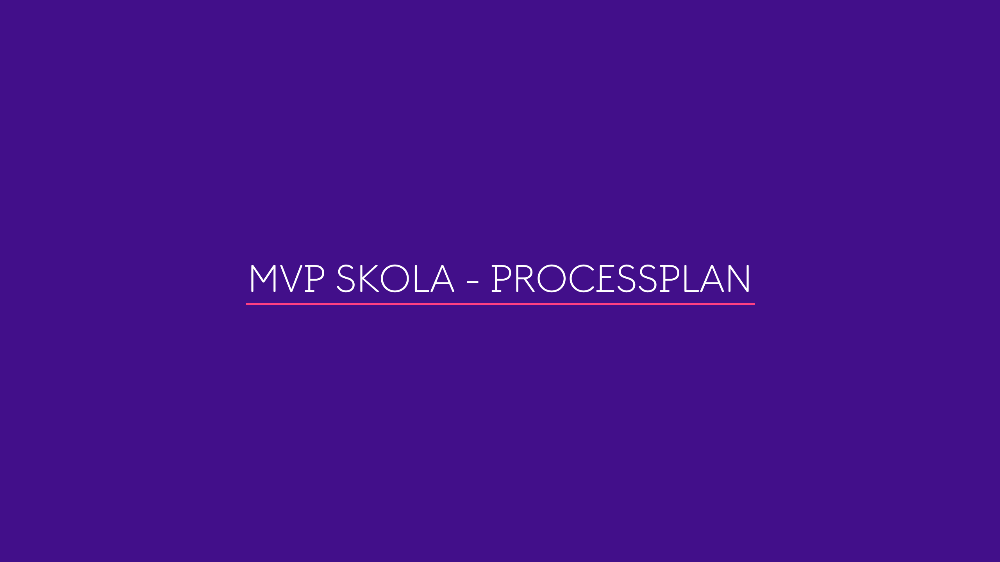 MVP SKOLA - PROCESSPLAN